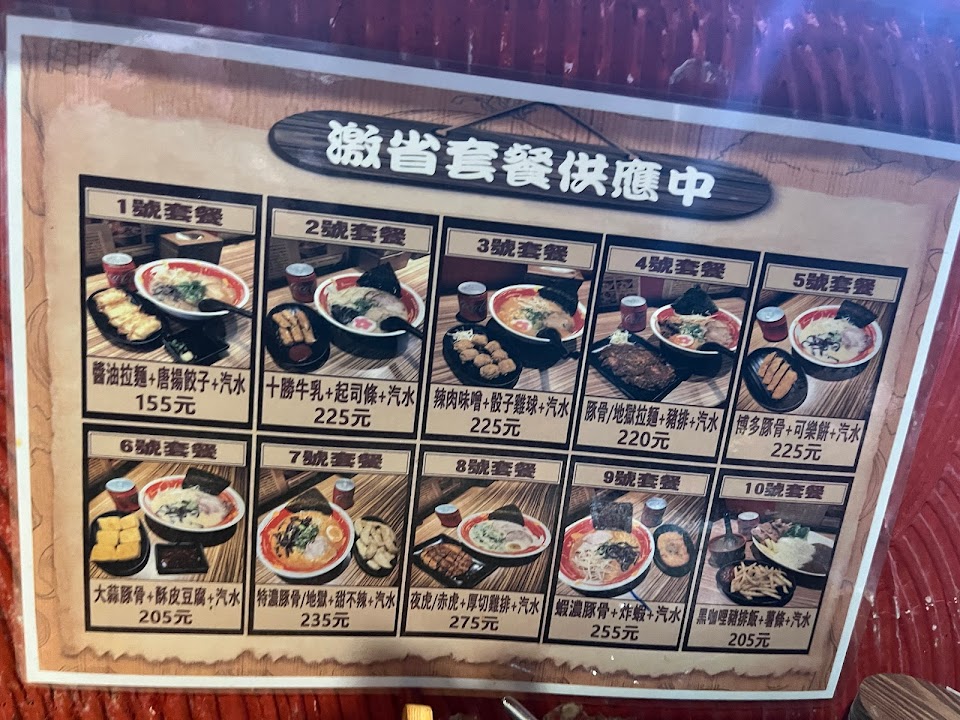 激省套餐供應中
1號套餐
醬油拉麵+唐揚餃子+汽水
155元
2號套餐
十勝牛乳+起司條+汽水
225元
3號套餐
辣肉味噌+骰子雞球+汽水
225元
4號套餐
豚骨/地獄拉麵+豬排+汽水
220元
5號套餐
博多豚骨+可樂餅+汽水
225元
6號套餐
大蒜豚骨+酥皮豆腐+汽水
205元
7號套餐
特濃豚骨/地獄+甜不辣+汽水
235元
8號套餐
夜虎/赤虎+厚切雞排+汽水
275元
9號套餐
蝦濃豚骨+炸蝦+汽水
255元
10號套餐
黑咖哩豬排飯+薯條+汽水
205元